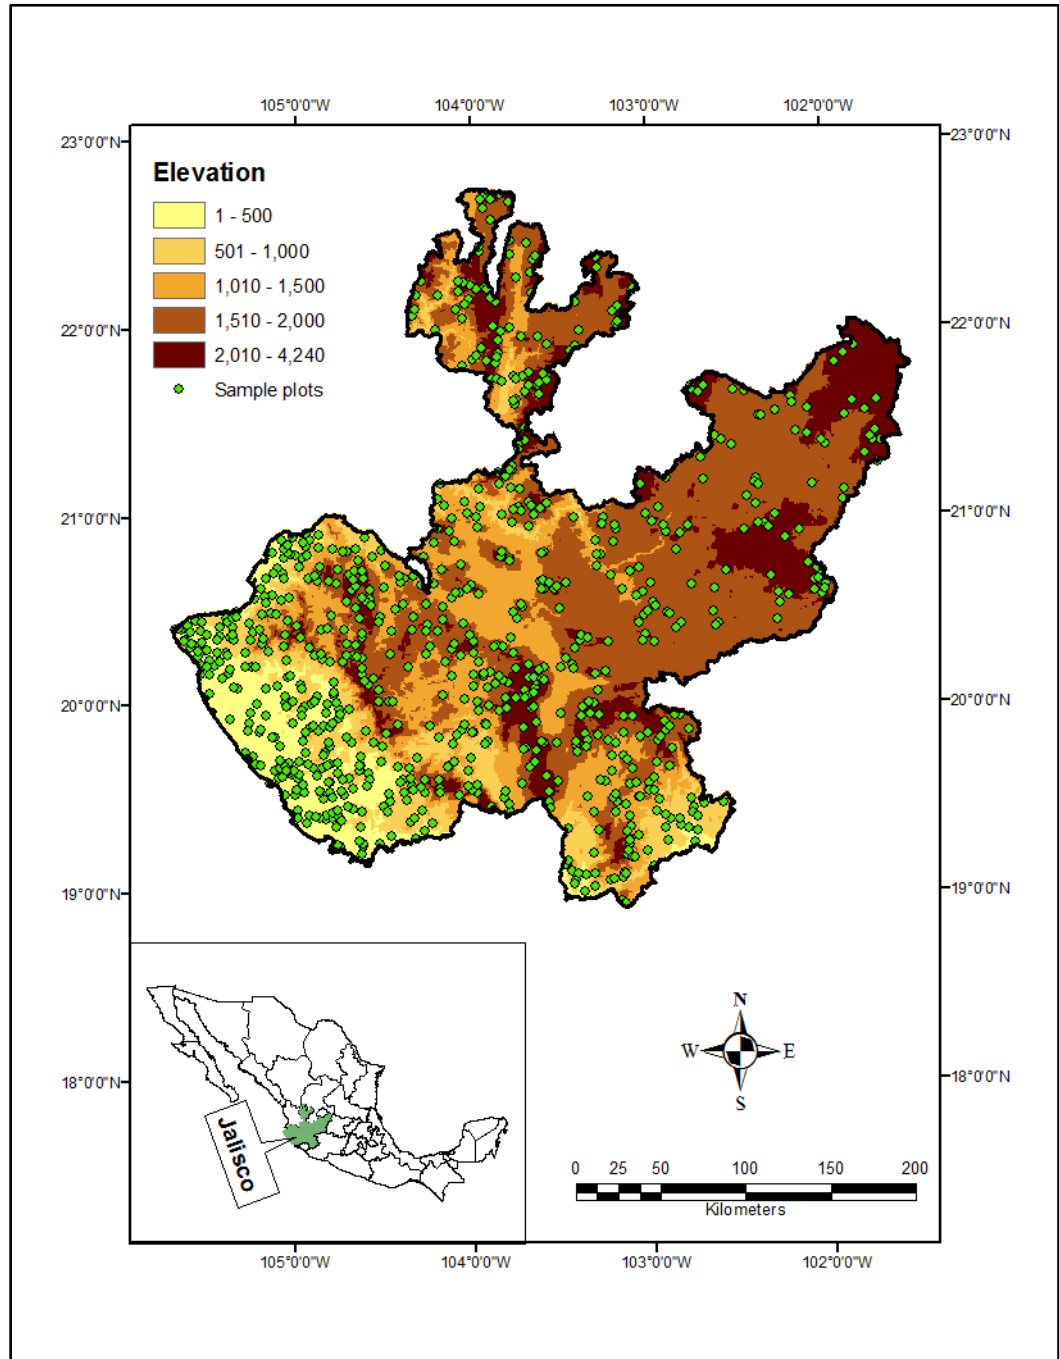 105°0'0"W 104°0'0"W 103°0'0"W 102°0'0"W
23°0'0"N 23°0'0"N
Elevation
1 - 500
501 - 1,000
1,010 - 1,500
1,510 - 2,000
2,010 - 4,240
Sample plots
22°0'0"N 22°0'0"N
21°0'0"N 21°0'0"N
20°0'0"N 20°0'0"N
19°0'0"N 19°0'0"N
18°0'0"N 18°0'0"N
Jalisco
N
W E
S
0 25 50 100 150 200
Kilometers
105°0'0"W 104°0'0"W 103°0'0"W 102°0'0"W